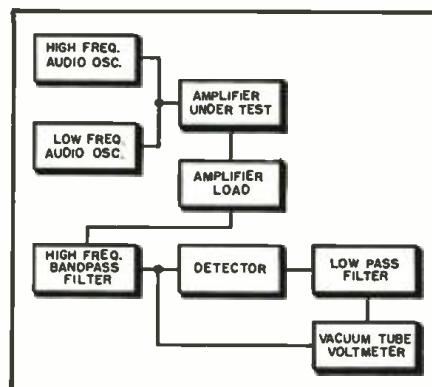 HIGH FREQ.
AUDIO OSC.
AMPLIFIER
UNDER TEST
LOW FREQ.
AUDIO OSC.
AMPLIFIER
LOAD
HIGH FREQ.
BANDPASS
FILTER
DETECTOR
LOW PASS
FILTER
VACUUM TUBE
VOLTMETER